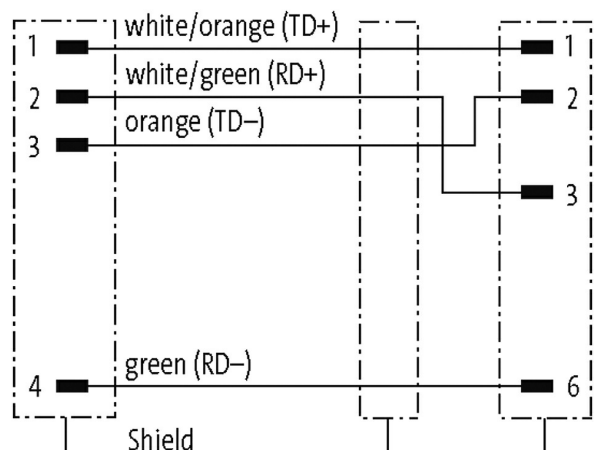 1 white/orange (TD+) 1
2 white/green (RD+) 2
3 orange (TD–)
3
4 green (RD–) 6
Shield